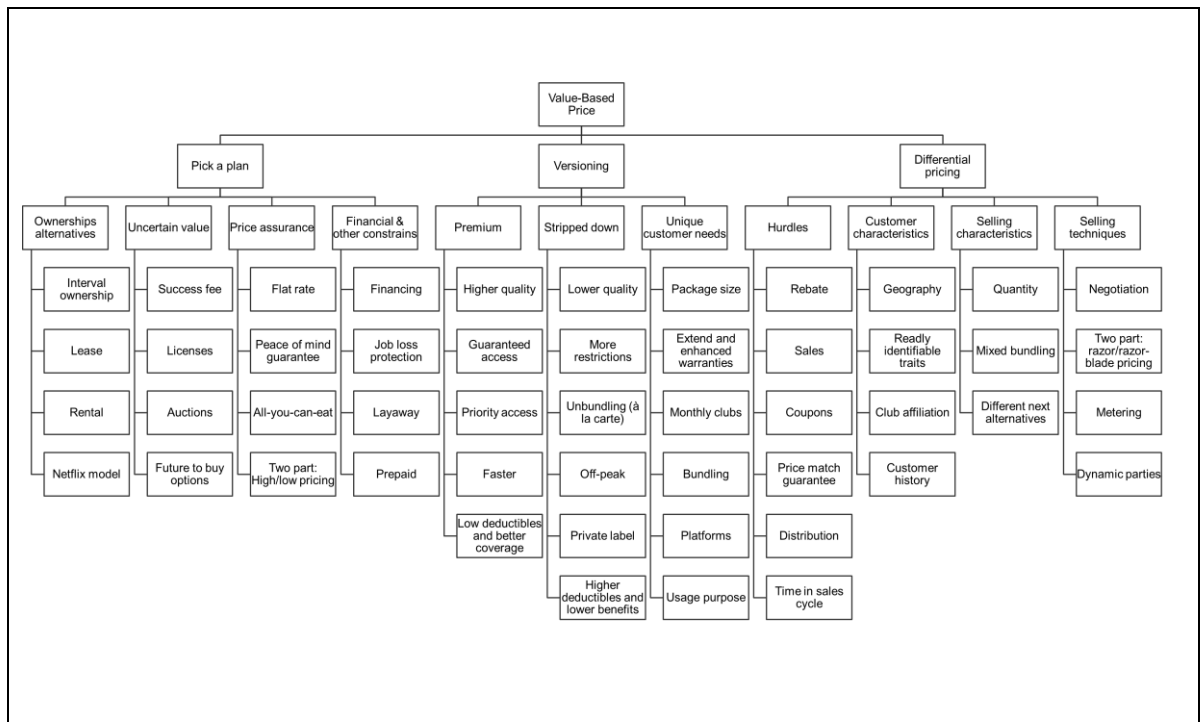 Value-Based
Price
Pick a plan
Versioning
Differential
pricing
Ownerships
alternatives
Uncertain value
Price assurance
Financial &
other constrains
Premium
Stripped down
Unique
customer needs
Hurdles
Customer
characteristics
Selling
characteristics
Selling
techniques
Interval
ownership
Success fee
Flat rate
Financing
Higher quality
Lower quality
Package size
Rebate
Geography
Quantity
Negotiation
Lease
Licenses
Peace of mind
guarantee
Job loss
protection
Guaranteed
access
More
restrictions
Extend and
enhanced
warranties
Sales
Readly
identifiable
traits
Mixed bundling
Two part:
razor/razor-
blade pricing
Rental
Auctions
All-you-can-eat
Layaway
Priority access
Unbundling (à
la carte)
Monthly clubs
Coupons
Club affiliation
Different next
alternatives
Metering
Netflix model
Future to buy
options
Two part:
High/low pricing
Prepaid
Faster
Off-peak
Bundling
Price match
guarantee
Customer
history
Dynamic parties
Low deductibles
and better
coverage
Private label
Platforms
Distribution
Higher
deductibles and
lower benefits
Usage purpose
Time in sales
cycle